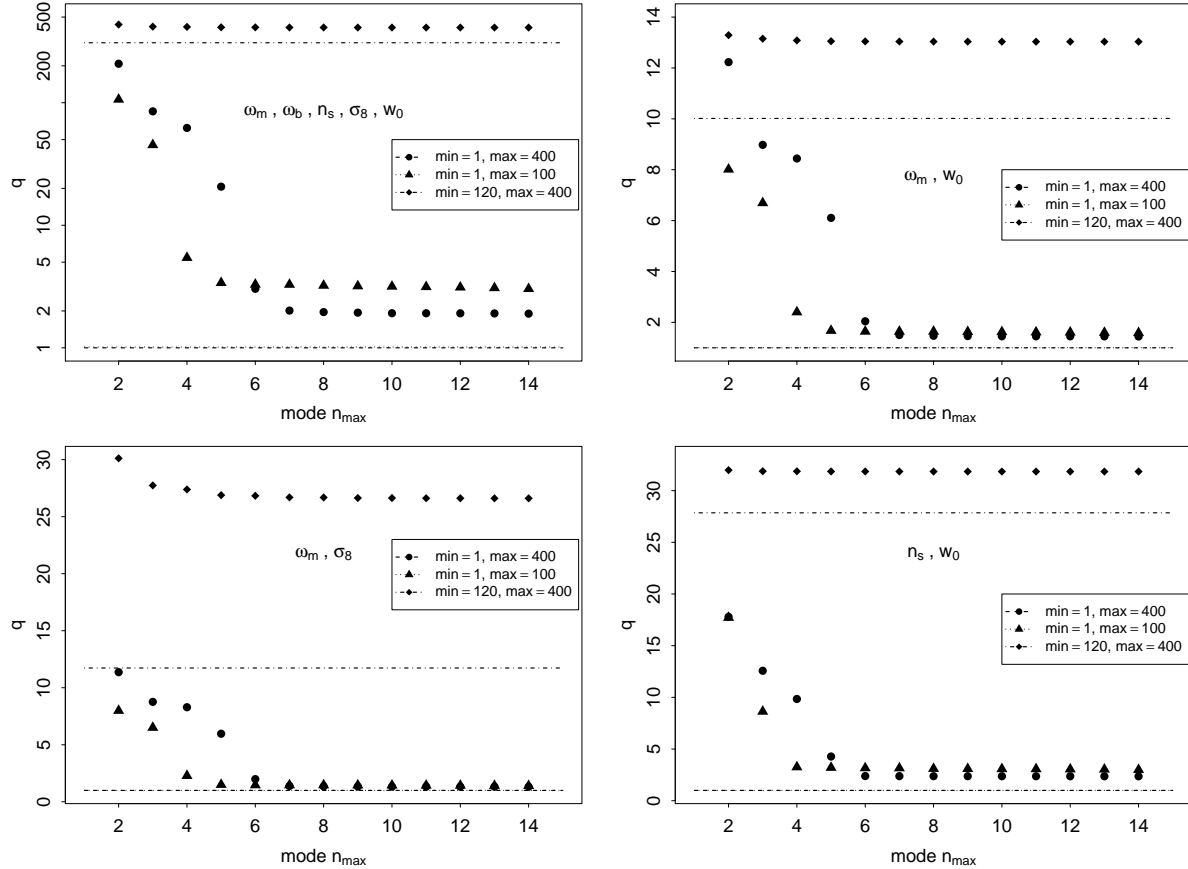 500
200
50
20
10
5
2
1
q
ω_m , ω_b , n_s , σ_8 , w_0
min = 1, max = 400
min = 1, max = 100
min = 120, max = 400
2 4 6 8 10 12 14
mode n_max
14
12
10
8
6
4
2
q
ω_m , w_0
min = 1, max = 400
min = 1, max = 100
min = 120, max = 400
2 4 6 8 10 12 14
mode n_max
30
25
20
15
10
5
0
q
ω_m , σ_8
min = 1, max = 400
min = 1, max = 100
min = 120, max = 400
2 4 6 8 10 12 14
mode n_max
30
25
20
15
10
5
0
q
n_s , w_0
min = 1, max = 400
min = 1, max = 100
min = 120, max = 400
2 4 6 8 10 12 14
mode n_max